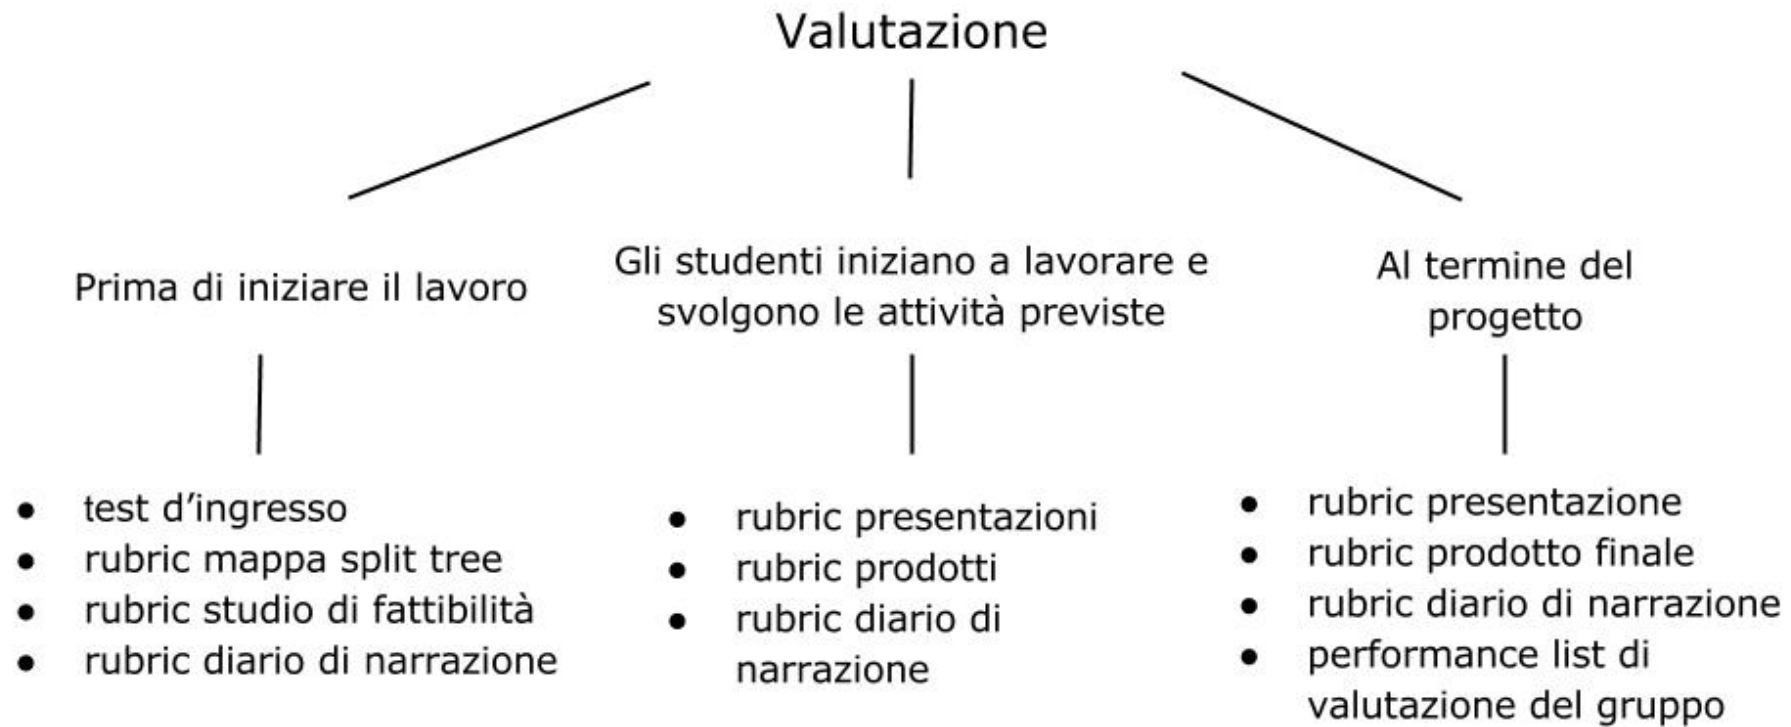 Valutazione
Prima di iniziare il lavoro
Gli studenti iniziano a lavorare e
svolgono le attività previste
Al termine del
progetto
● test d'ingresso
● rubric mappa split tree
● rubric studio di fattibilità
● rubric diario di narrazione
● rubric presentazioni
● rubric prodotti
● rubric diario di
narrazione
● rubric presentazione
● rubric prodotto finale
● rubric diario di narrazione
● performance list di
valutazione del gruppo